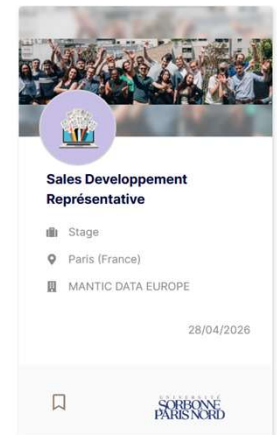 Sales Developpement
Représentative
Stage
Paris (France)
MANTIC DATA EUROPE
28/04/2026
UNIVERSITÉ
SORBONNE
PARIS NORD